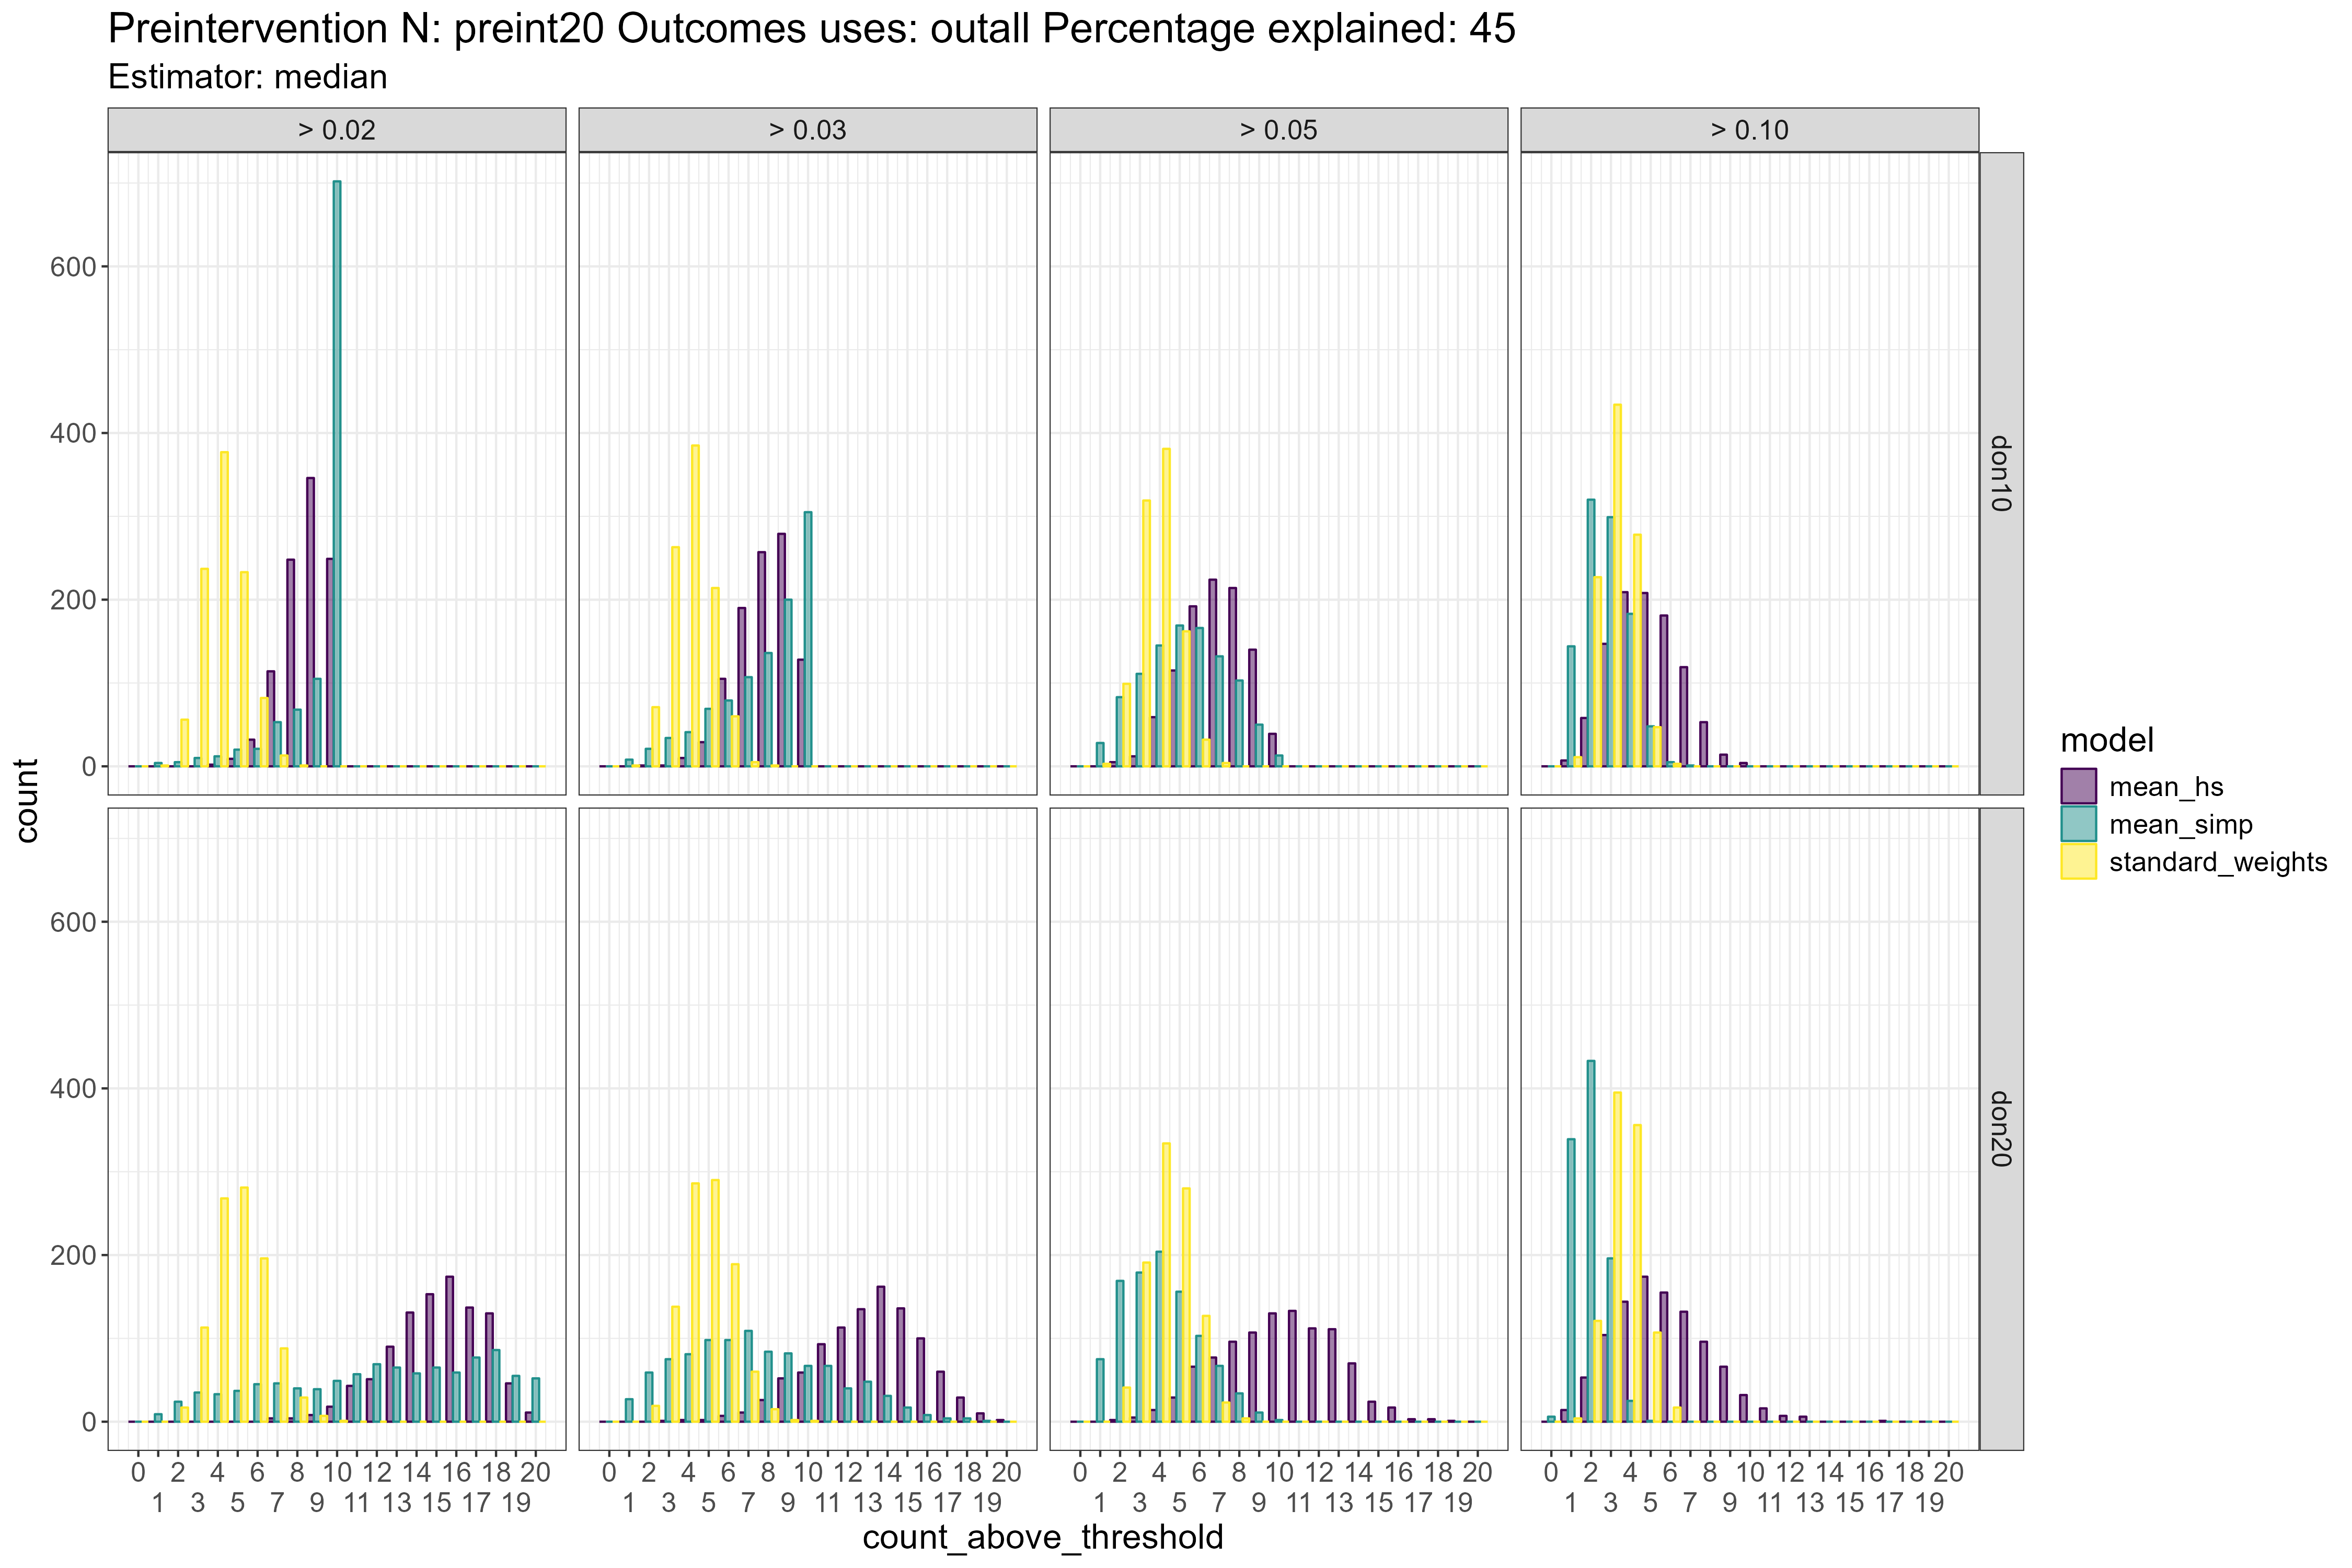 Preintervention N: preint20 Outcomes uses: outall Percentage explained: 45
Estimator: median
> 0.02 > 0.03 > 0.05 > 0.10
600
400
200
0
don10
600
400
200
0
don20
count
0 2 4 6 8 10 12 14 16 18 20 0 2 4 6 8 10 12 14 16 18 20 0 2 4 6 8 10 12 14 16 18 20 0 2 4 6 8 10 12 14 16 18 20
1 3 5 7 9 11 13 15 17 19 1 3 5 7 9 11 13 15 17 19 1 3 5 7 9 11 13 15 17 19 1 3 5 7 9 11 13 15 17 19
count_above_threshold
model
mean_hs
mean_simp
standard_weights